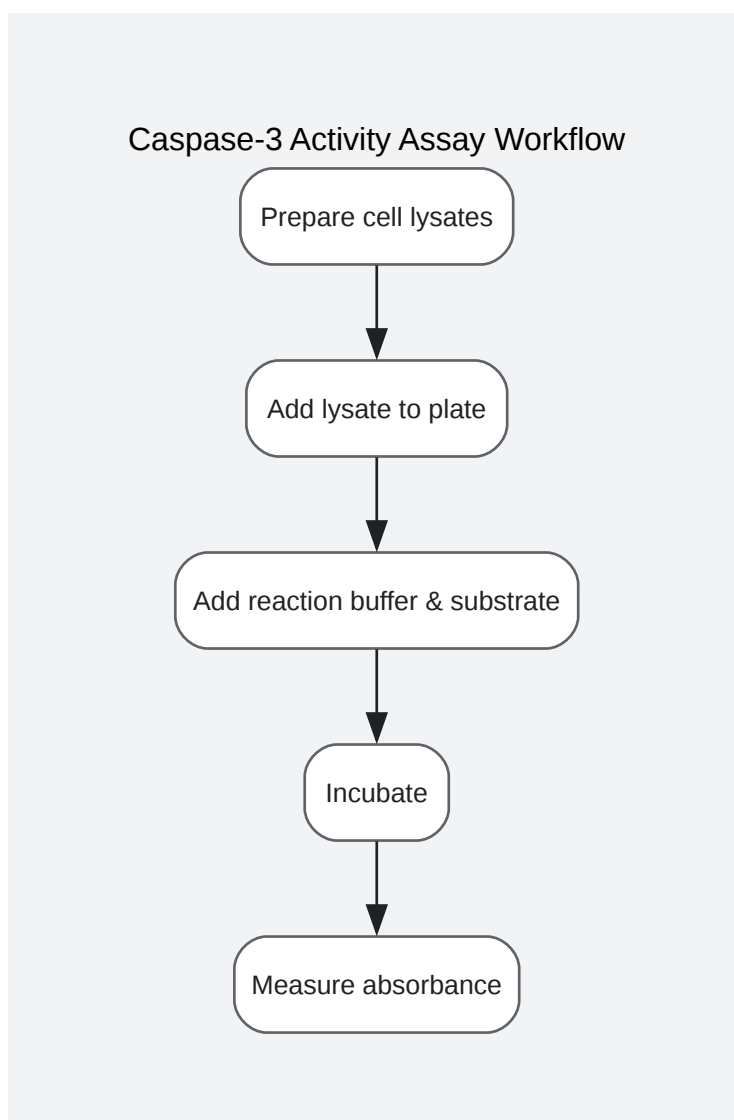 Caspase-3 Activity Assay Workflow
Prepare cell lysates
Add lysate to plate
Add reaction buffer & substrate
Incubate
Measure absorbance